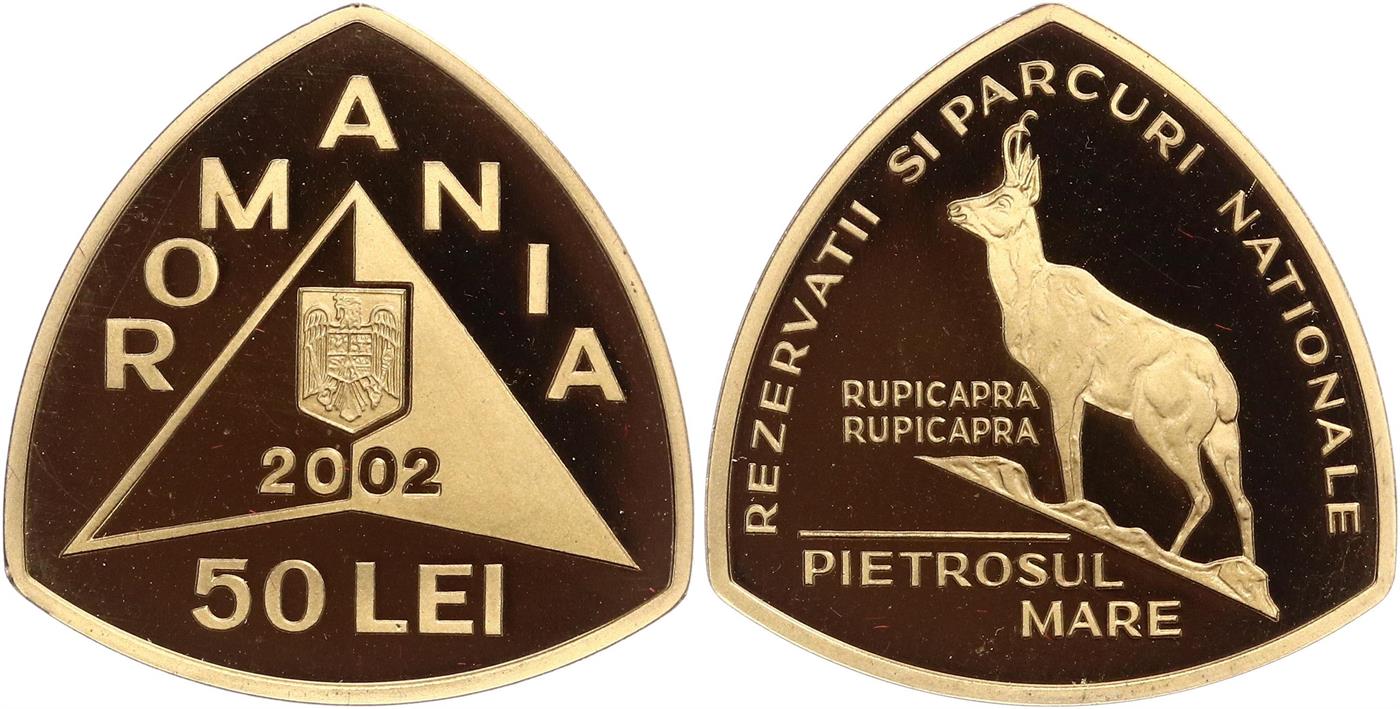 ROMANIA
2002
50 LEI
REZERVATII SI PARCURI NATIONALE
RUPICAPRA
RUPICAPRA
PIETROSUL
MARE